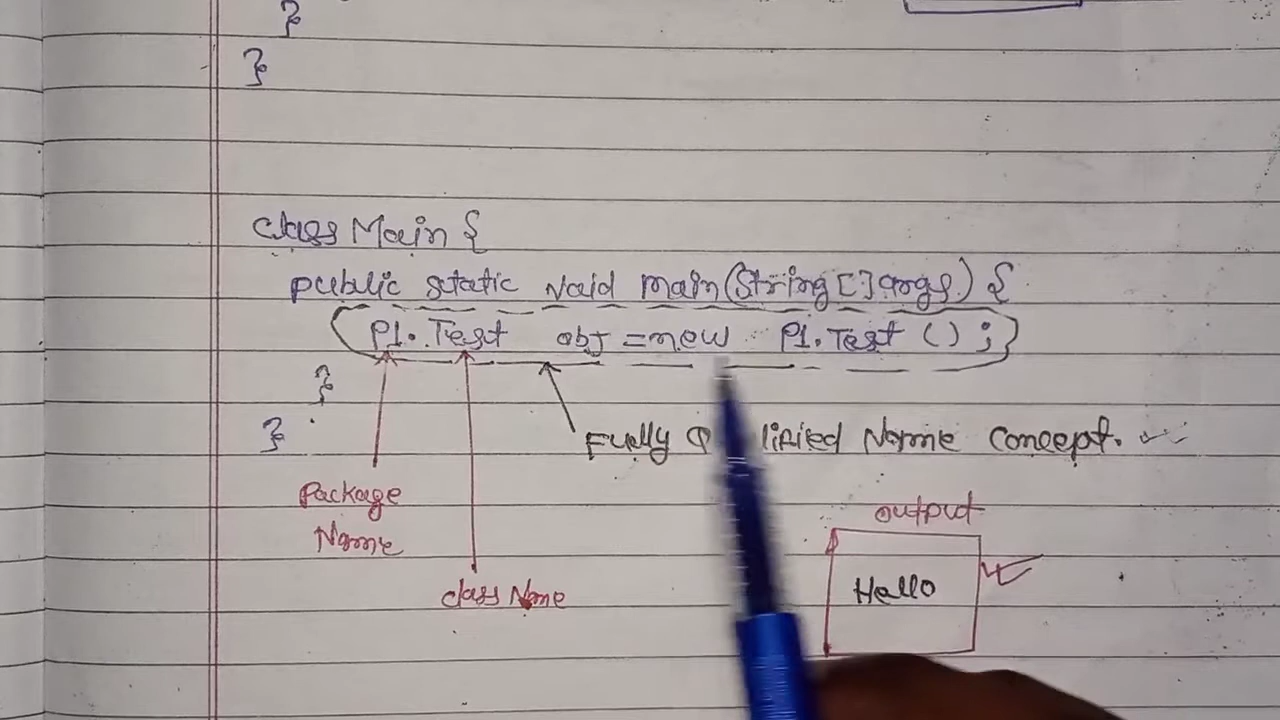 }
}
class Main {
public static void main(String[] args) {
P1.Test obj = new P1.Test();
}
}
Fully lified Name Concept.
Package
Name
class Name
output
Hello